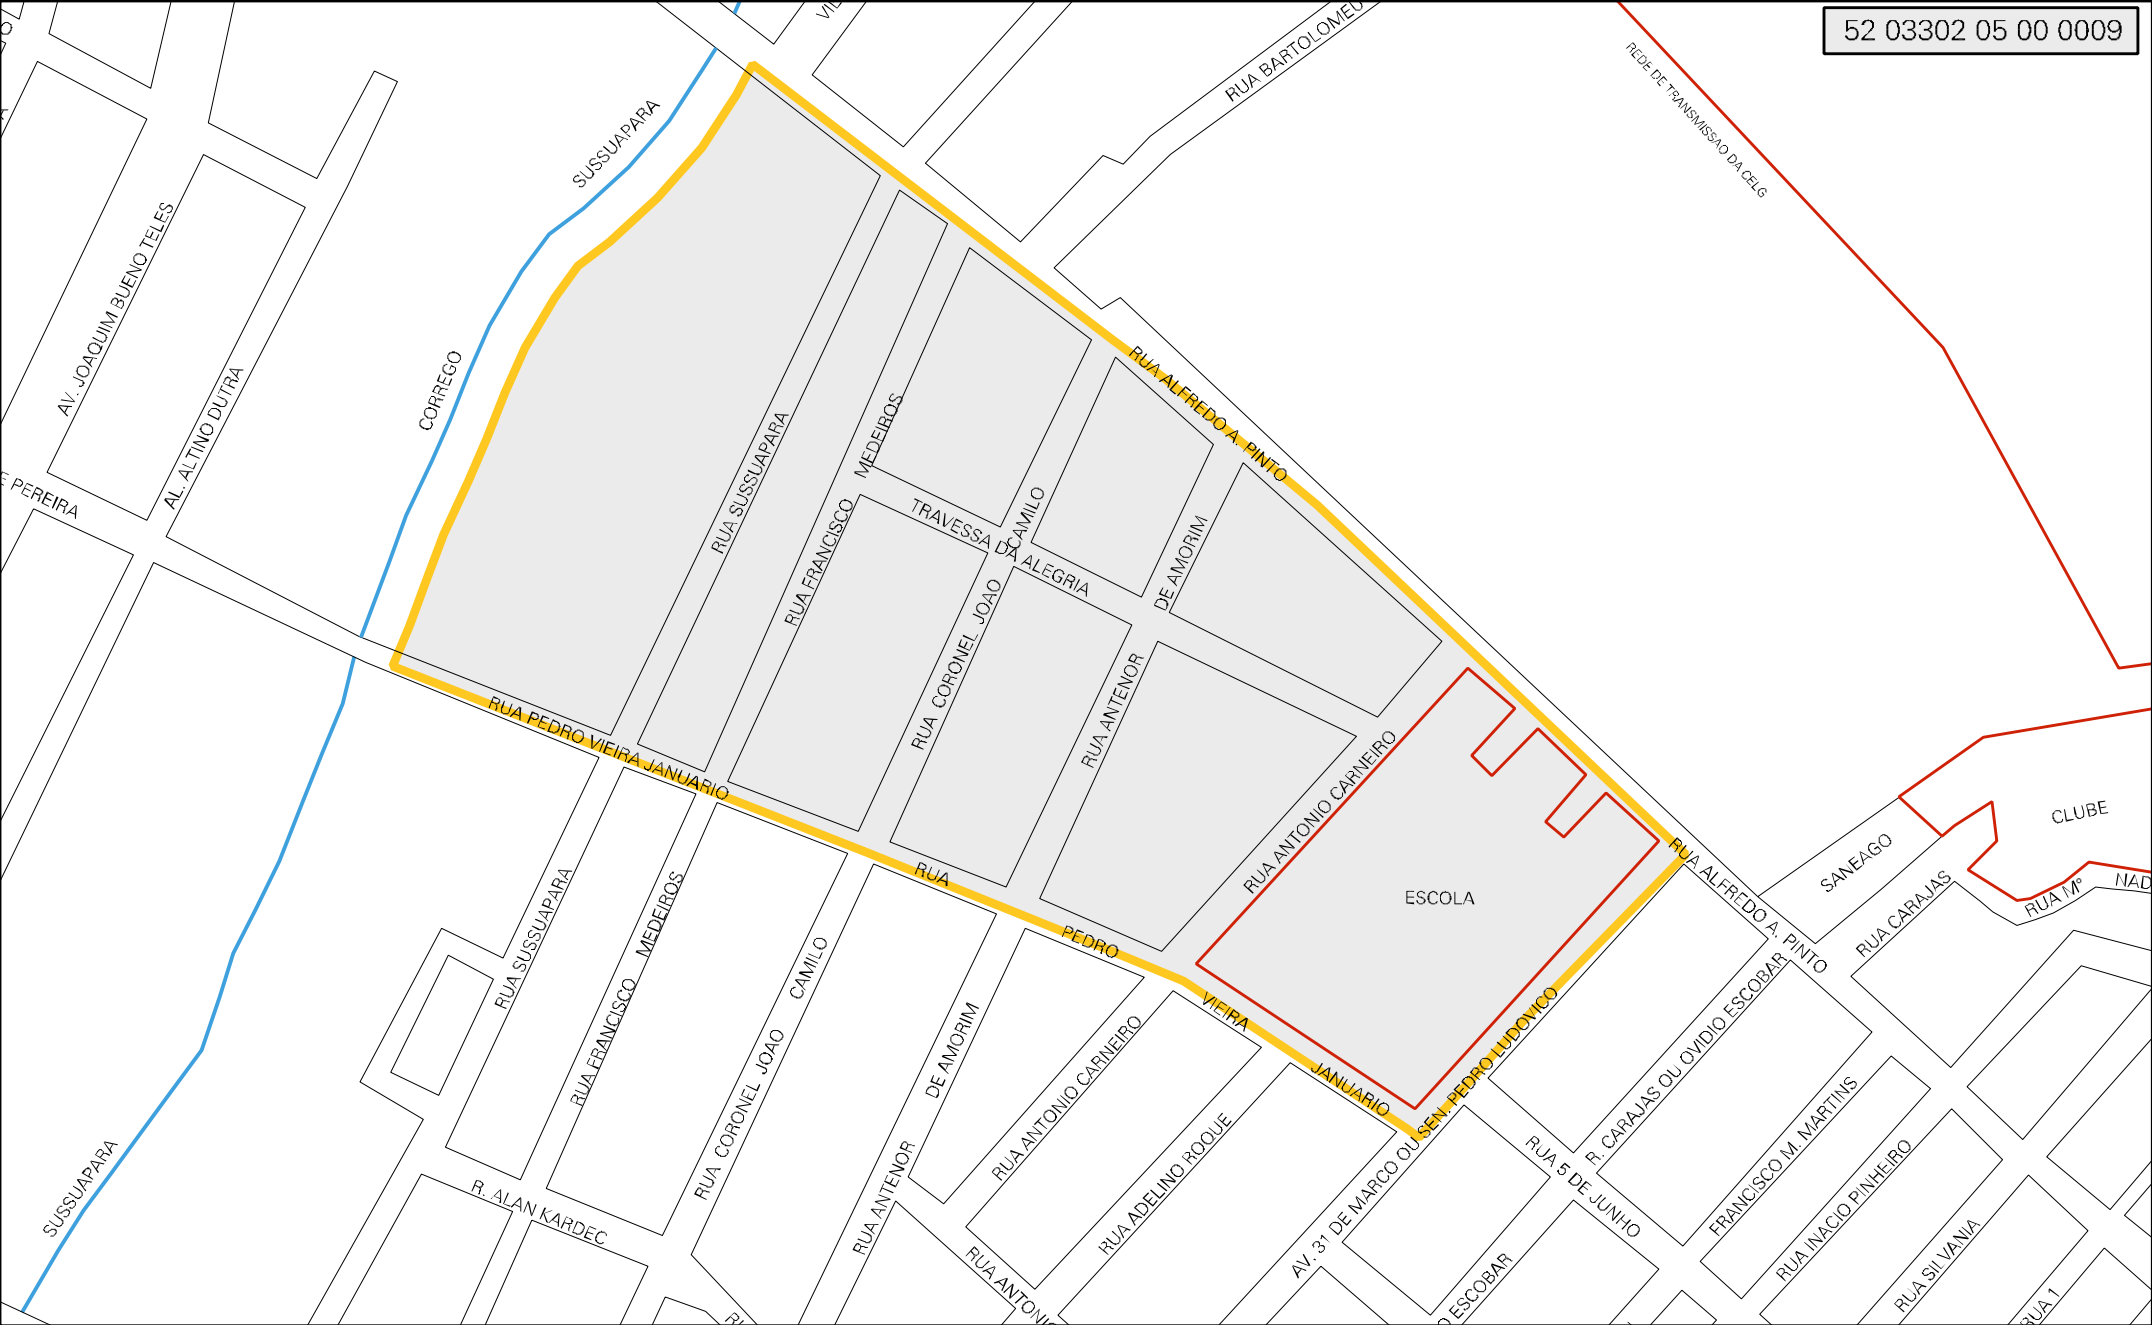 52 03302 05 00 0009
RUA BARTOLOMEU
REDE DE TRANSMISSAO DA CELG
SUSSUAPARA
AV. JOAQUIM BUENO TELES
AL. ALTINO DUTRA
CORREGO
PEREIRA
RUA ALFREDO A. PINTO
RUA SUSSUAPARA
MEDEIROS
RUA FRANCISCO
TRAVESSA DA ALEGRIA
CAMILO
RUA CORONEL JOAO
DE AMORIM
RUA ANTENOR
RUA PEDRO VIEIRA JANUARIO
RUA ANTONIO CARNEIRO
ESCOLA
RUA
PEDRO
VIEIRA
JANUARIO
CLUBE
SANEAGO
RUA CARAJAS
RUA Mº
NAD
RUA ALFREDO A. PINTO
RUA SUSSUAPARA
MEDEIROS
RUA FRANCISCO
CAMILO
RUA CORONEL JOAO
DE AMORIM
RUA ANTENOR
RUA ANTONIO CARNEIRO
RUA ADELINO ROQUE
AV. 31 DE MARCO OU SEN. PEDRO LUDOVICO
R. CARAJAS OU OVIDIO ESCOBAR
RUA 5 DE JUNHO
FRANCISCO M. MARTINS
RUA INACIO PINHEIRO
RUA SILVANIA
RUA 1
SUSSUAPARA
R. ALAN KARDEC
RUA ANTONIO
O ESCOBAR